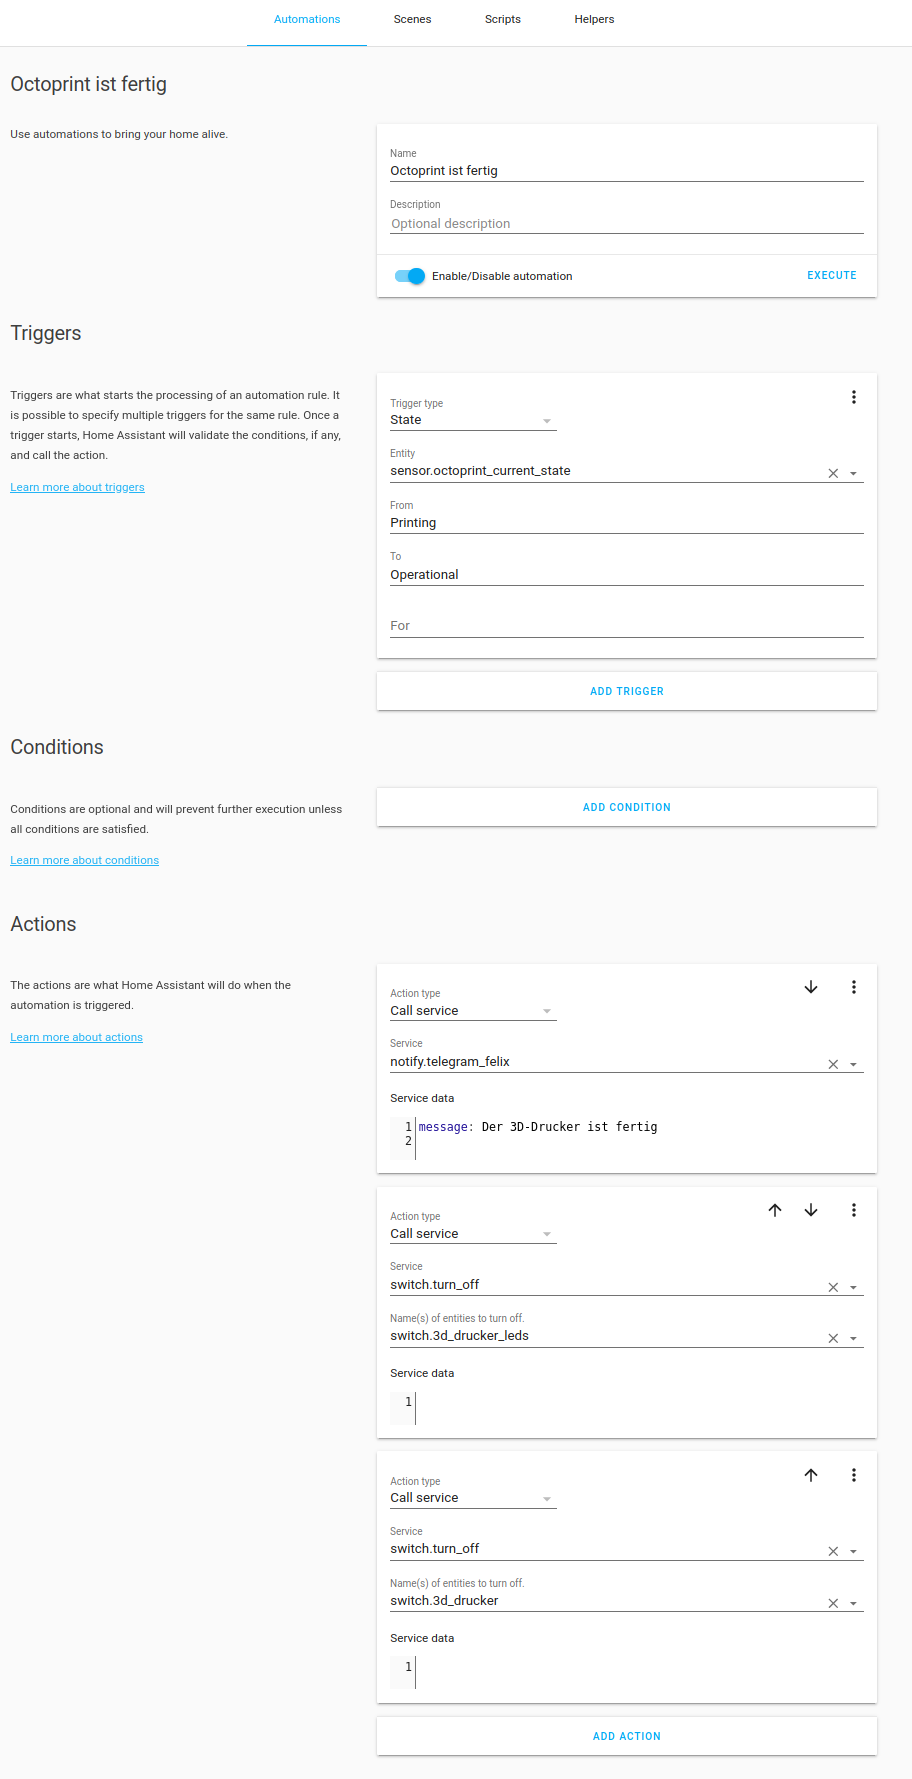 Automations Scenes Scripts Helpers
Octoprint ist fertig
Use automations to bring your home alive.
Name
Octoprint ist fertig
Description
Optional description
Enable/Disable automation EXECUTE
Triggers
Triggers are what starts the processing of an automation rule. It
is possible to specify multiple triggers for the same rule. Once a
trigger starts, Home Assistant will validate the conditions, if any,
and call the action.
Learn more about triggers
Trigger type
State
Entity
sensor.octoprint_current_state
From
Printing
To
Operational
For
ADD TRIGGER
Conditions
Conditions are optional and will prevent further execution unless
all conditions are satisfied.
Learn more about conditions
ADD CONDITION
Actions
The actions are what Home Assistant will do when the
automation is triggered.
Learn more about actions
Action type
Call service
Service
notify.telegram_felix
Service data
1 message: Der 3D-Drucker ist fertig
2
Action type
Call service
Service
switch.turn_off
Name(s) of entities to turn off.
switch.3d_drucker_leds
Service data
1
Action type
Call service
Service
switch.turn_off
Name(s) of entities to turn off.
switch.3d_drucker
Service data
1
ADD ACTION